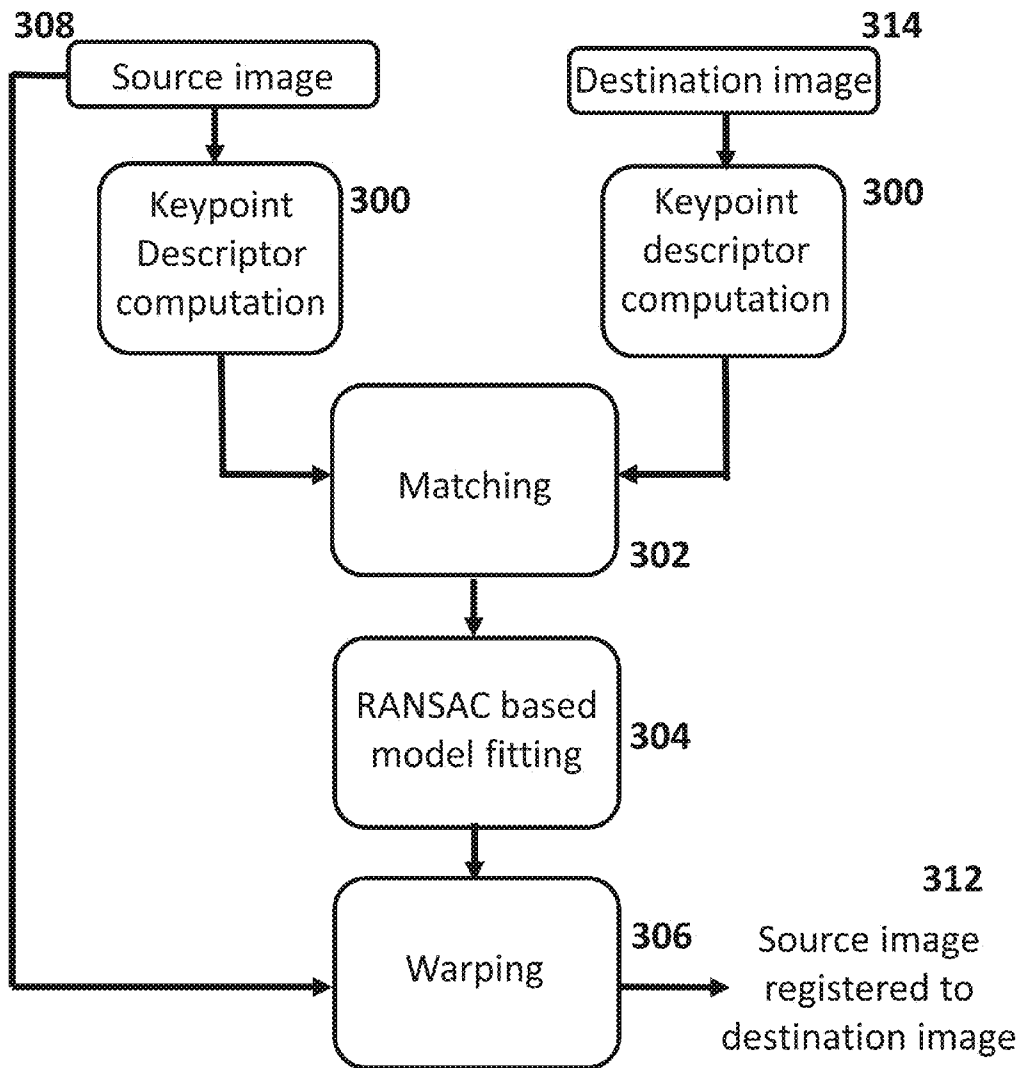 308
Source image
314
Destination image
Keypoint
Descriptor
computation
300
Keypoint
descriptor
computation
300
Matching
302
RANSAC based
model fitting
304
Warping
306
312
Source image
registered to
destination image